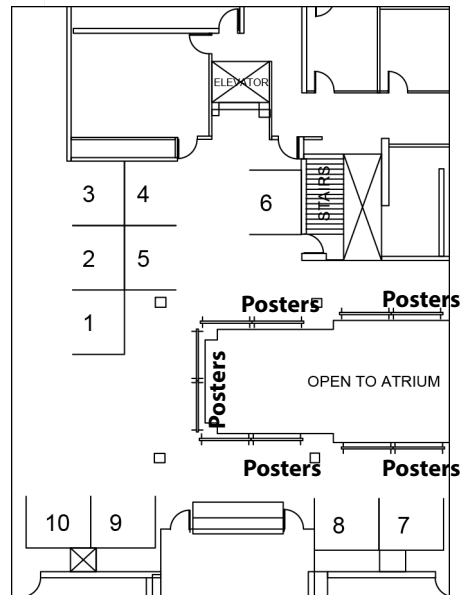 ELEVATOR
3 4
6
STAIRS
2 5
Posters
Posters
1
Posters
OPEN TO ATRIUM
Posters
Posters
10 9
8 7